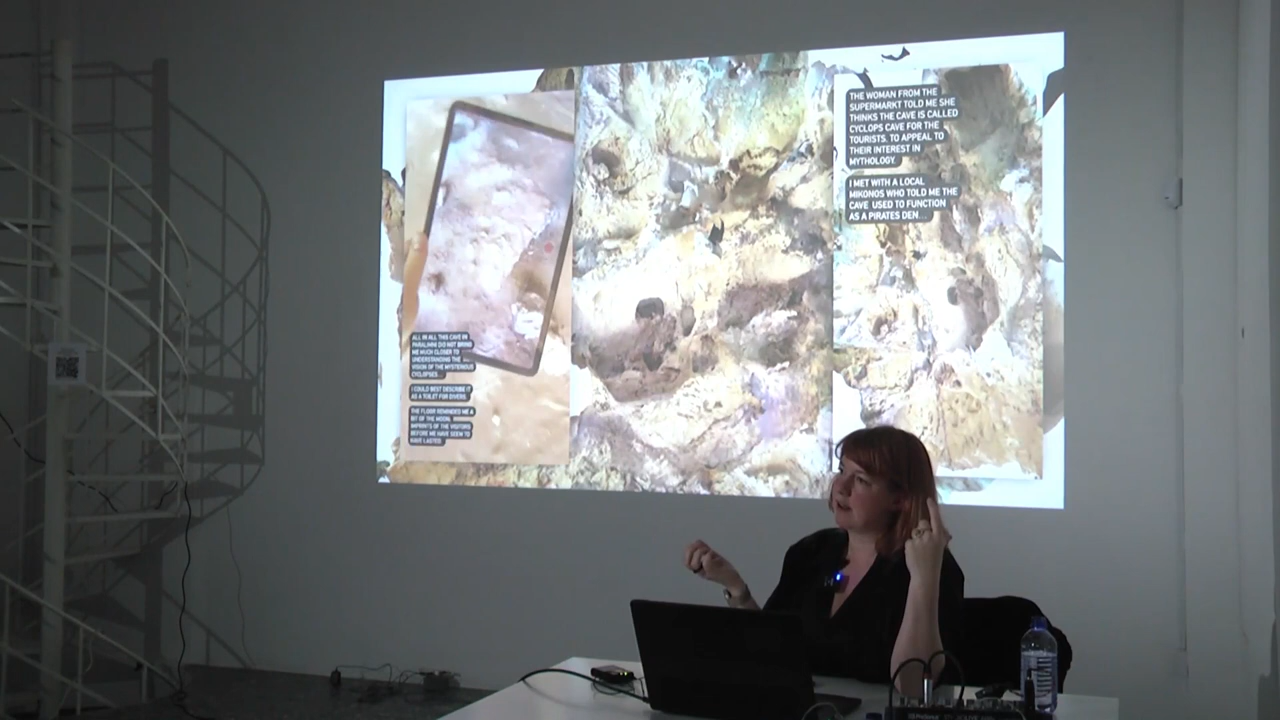 ALL IN ALL THIS CAVE IN
PARALIMNI DID NOT BRING
ME MUCH CLOSER TO
UNDERSTANDING THE
VISION OF THE MYSTERIOUS
CYCLOPSES...
I COULD BEST DESCRIBE IT
AS A TOILET FOR DIVERS.
THE FLOOR REMINDED ME A
BIT OF THE MOON.
IMPRINTS OF THE VISITORS
BEFORE ME HAVE SEEM TO
HAVE LASTED
THE WOMAN FROM THE
SUPERMARKT TOLD ME SHE
THINKS THE CAVE IS CALLED
CYCLOPS CAVE FOR THE
TOURISTS, TO APPEAL TO
THEIR INTEREST IN
MYTHOLOGY.
I MET WITH A LOCAL
MIKONOS WHO TOLD ME THE
CAVE USED TO FUNCTION
AS A PIRATES DEN...